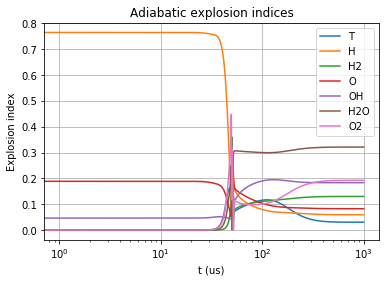 Adiabatic explosion indices
Explosion index
0.8
0.7
0.6
0.5
0.4
0.3
0.2
0.1
0.0
T
H
H2
O
OH
H2O
O2
10⁰
10¹
10²
10³
t (us)